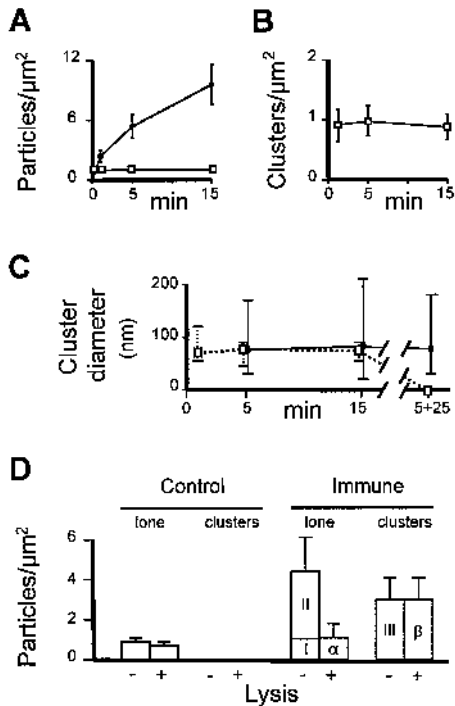 A
Particles/µm²
12
6
0
0
5
15
min
B
Clusters/µm²
2
1
0
0
5
15
min
C
Cluster
diameter
(nm)
200
100
0
0
5
15
5+25
min
D
Control
Immune
lone
clusters
lone
clusters
Particles/µm²
6
4
2
0
II
I
α
III
β
- + - + - + - +
Lysis